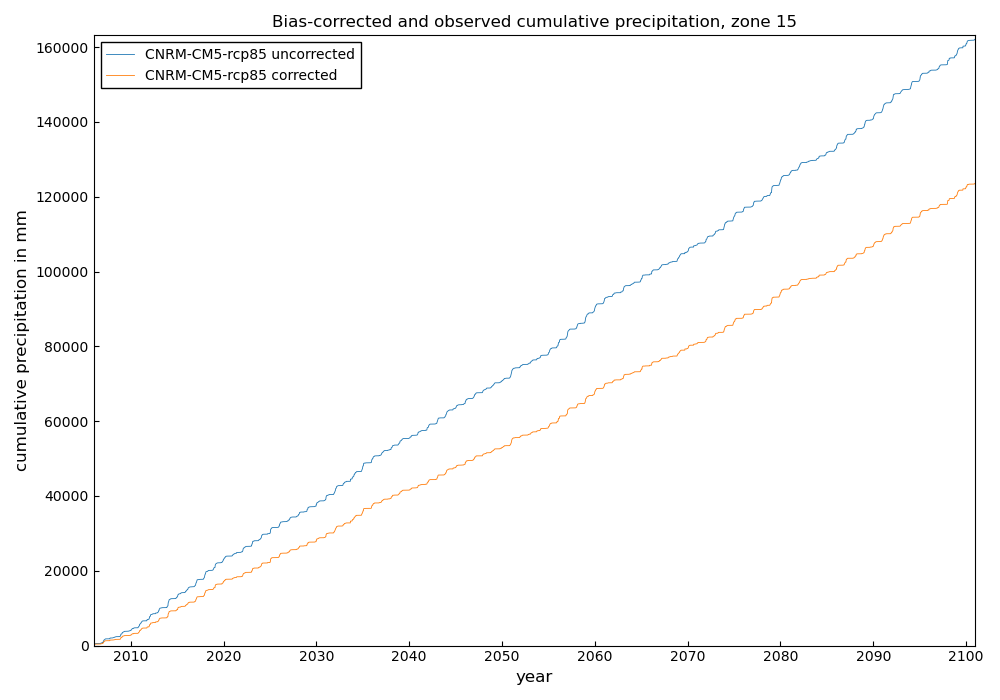 Bias-corrected and observed cumulative precipitation, zone 15
CNRM-CM5-rcp85 uncorrected
CNRM-CM5-rcp85 corrected
cumulative precipitation in mm
160000
140000
120000
100000
80000
60000
40000
20000
0
2010 2020 2030 2040 2050 2060 2070 2080 2090 2100
year